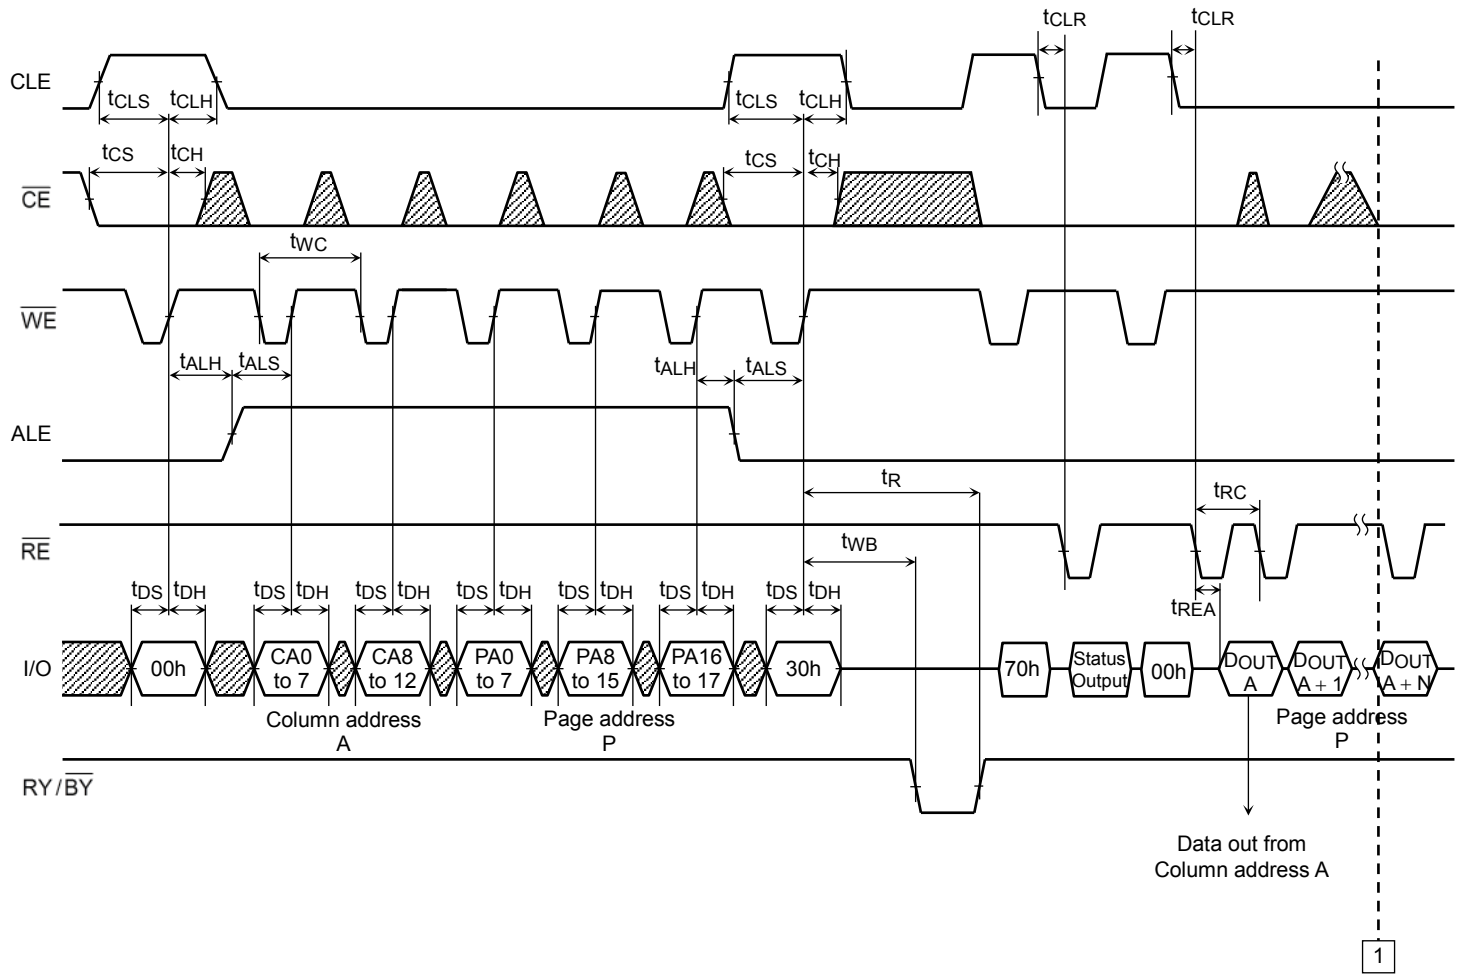 tCLR tCLR
CLE
tCLS tCLH tCLS tCLH
tCS tCH tCS tCH
CE
tWC
WE
tALH tALS tALH tALS
ALE
tR
tRC
RE
tWB
tDS tDH tDS tDH tDS tDH tDS tDH tDS tDH tDS tDH tDS tDH
tREA
I/O
00h
CA0
to 7
CA8
to 12
PA0
to 7
PA8
to 15
PA16
to 17
30h
70h
Status
Output
00h
DOUT
A
DOUT
A + 1
DOUT
A + N
Column address
A
Page address
P
Page address
P
RY/BY
Data out from
Column address A
1